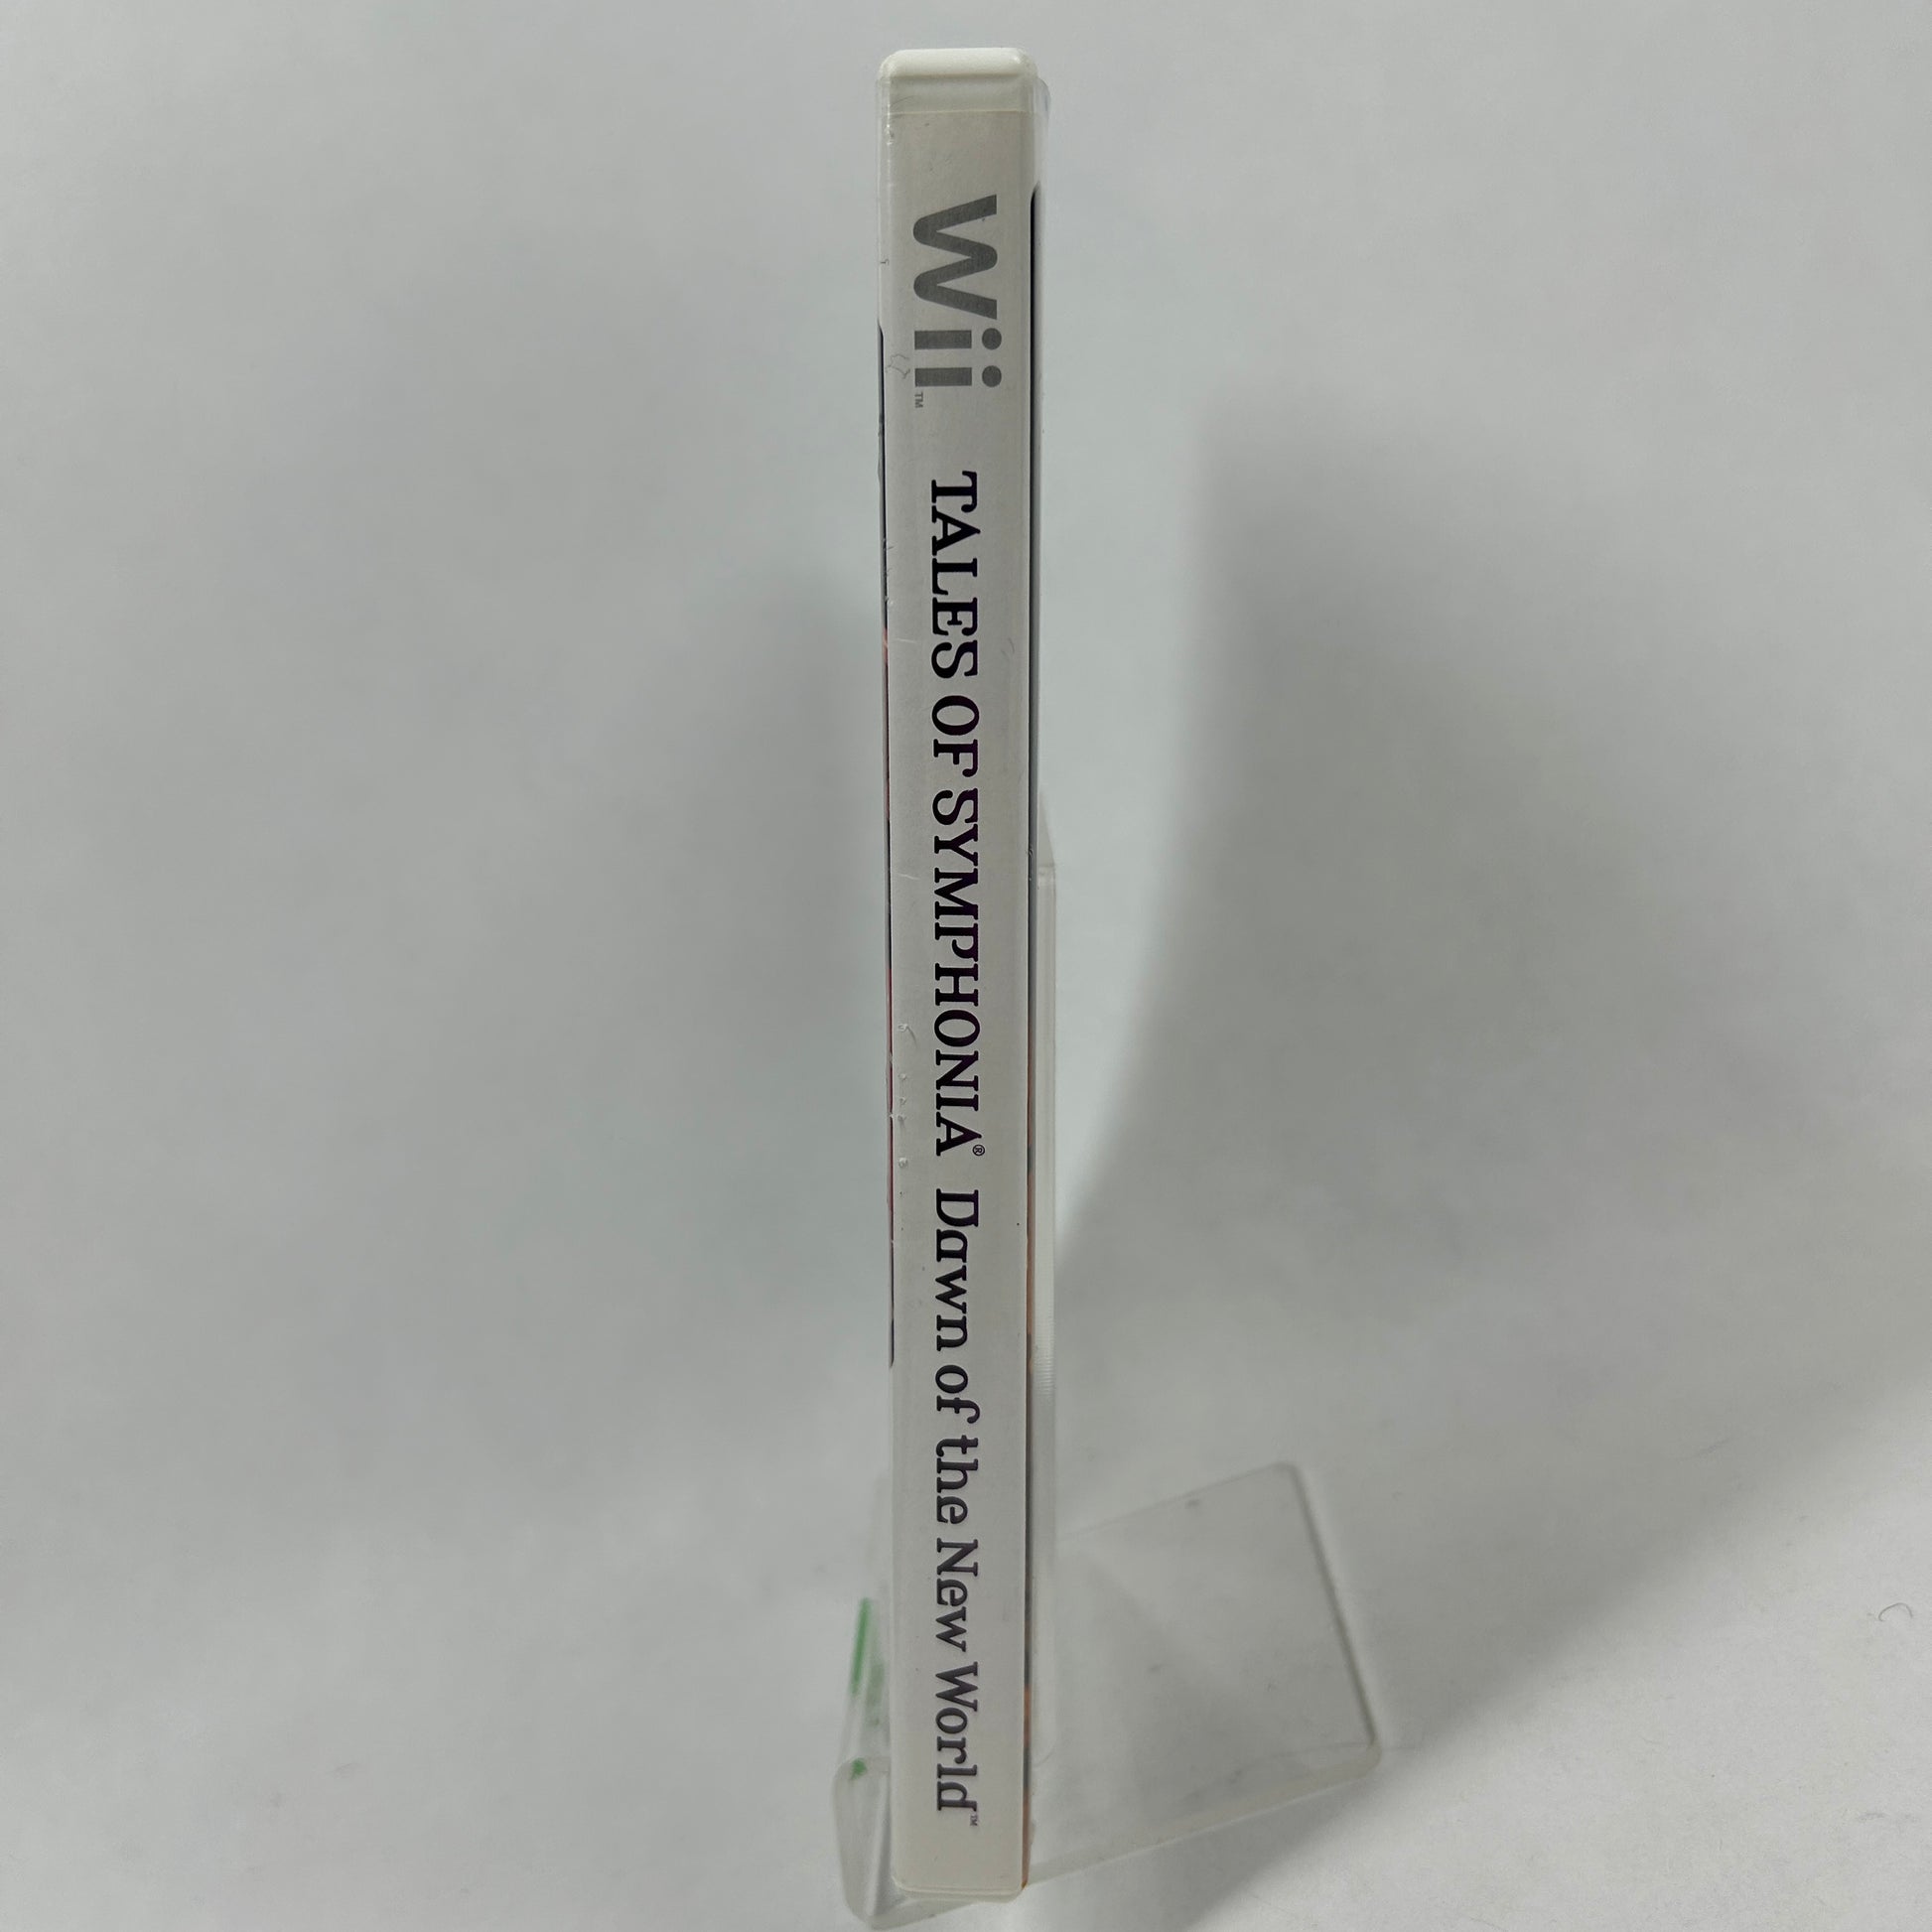 Wii™ TALES OF SYMPHONIA® Dawn of the New World™